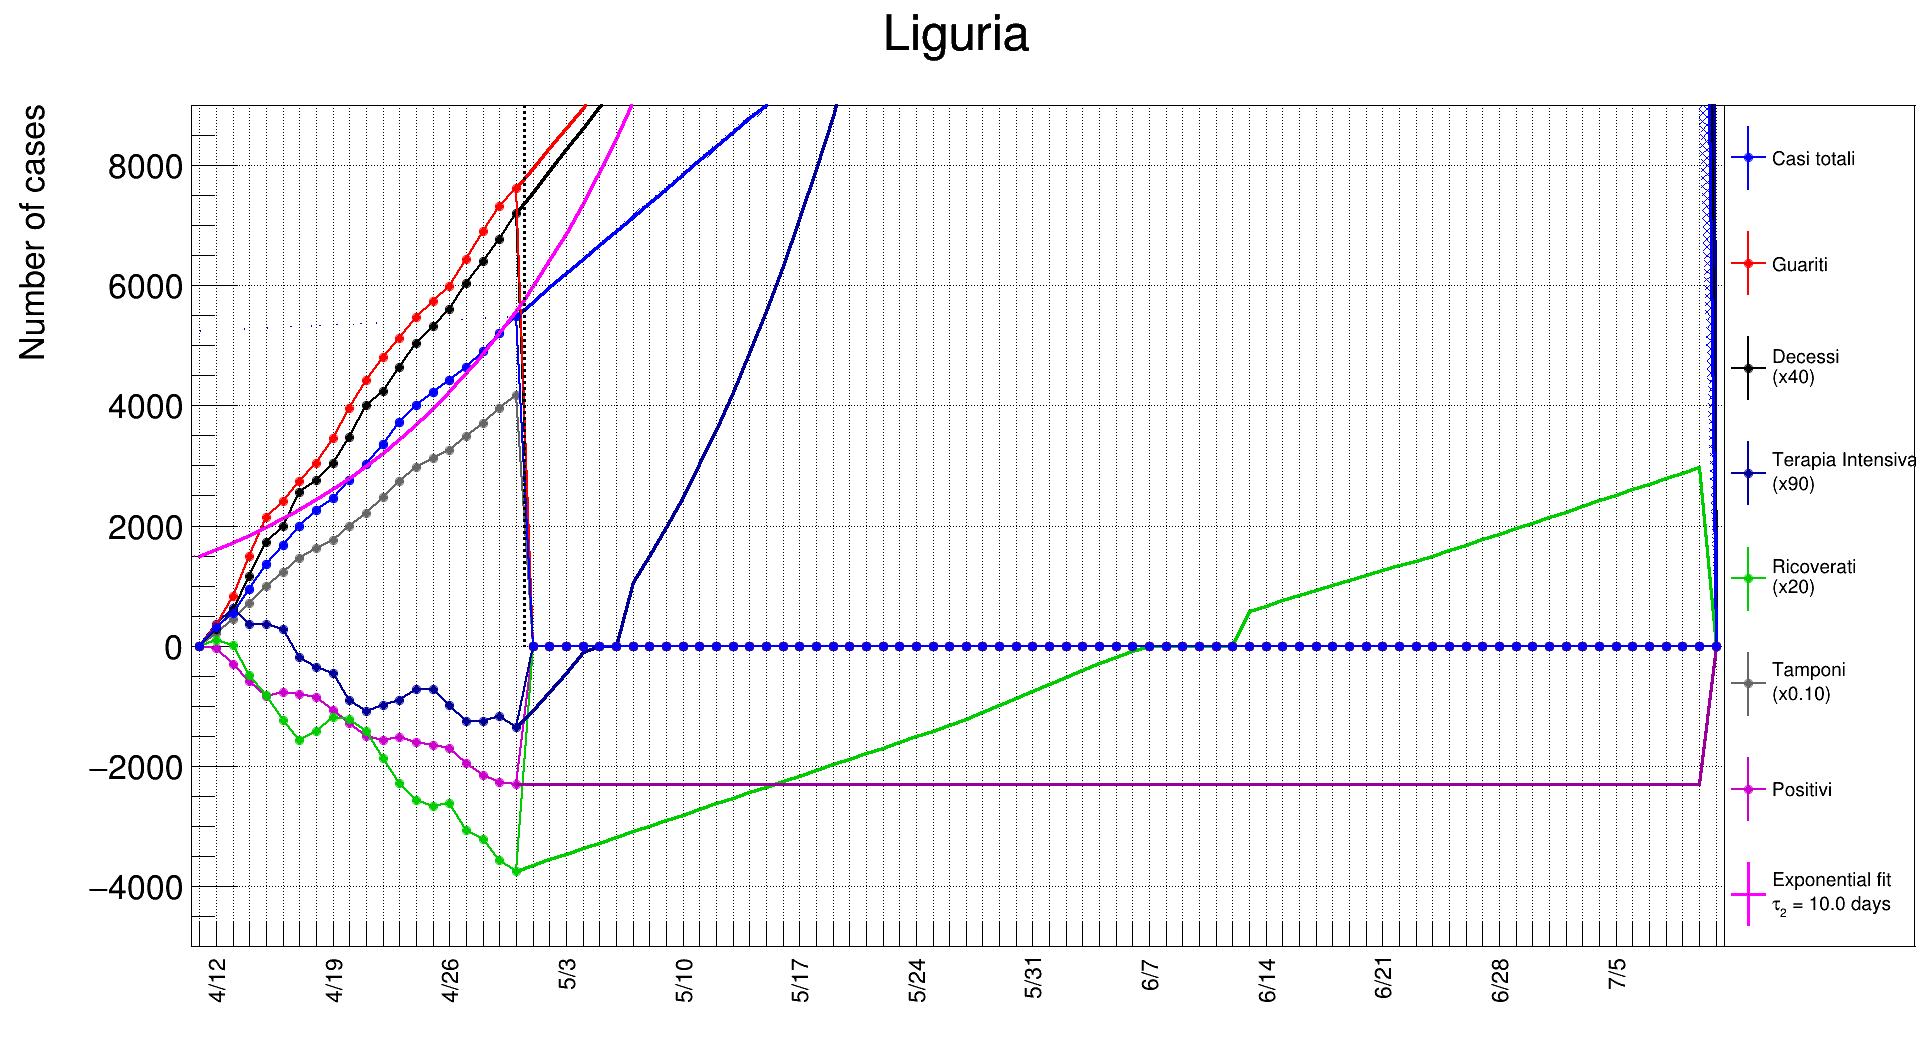 Liguria
Number of cases
8000
6000
4000
2000
0
−2000
−4000
4/12
4/19
4/26
5/3
5/10
5/17
5/24
5/31
6/7
6/14
6/21
6/28
7/5
Casi totali
Guariti
Decessi
(x40)
Terapia Intensiva
(x90)
Ricoverati
(x20)
Tamponi
(x0.10)
Positivi
Exponential fit
τ₂ = 10.0 days